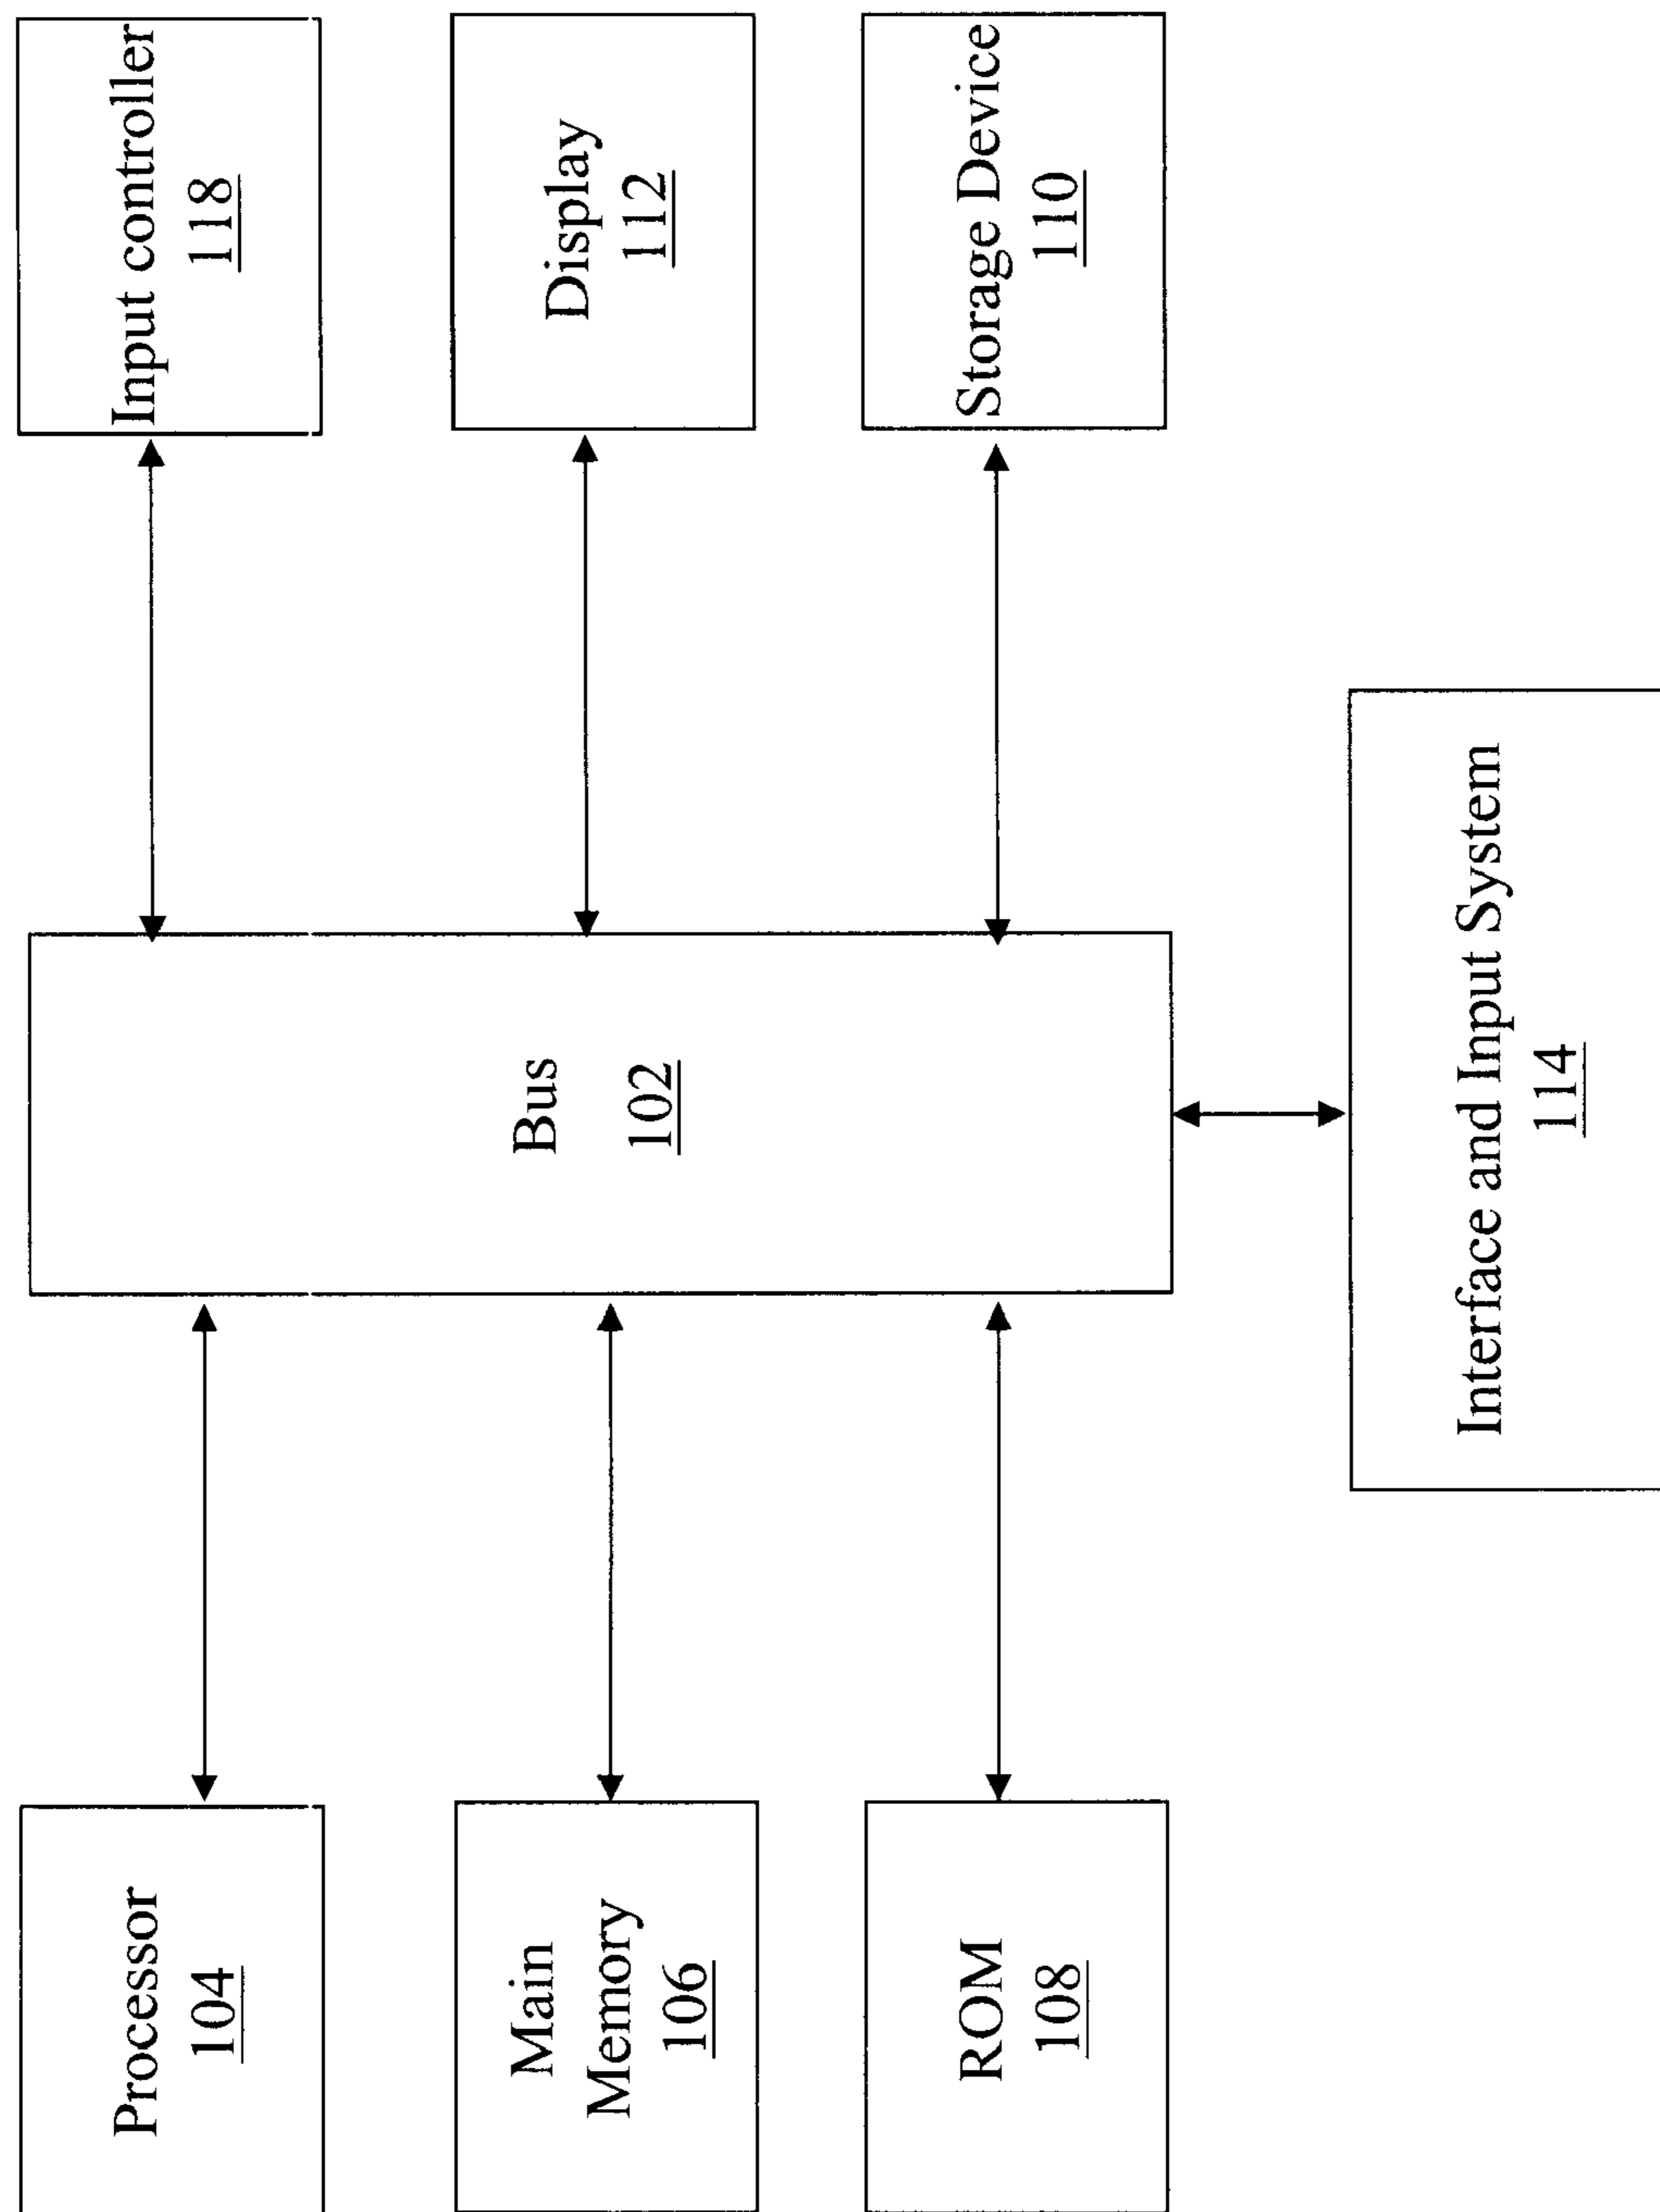 Processor
104
Main
Memory
106
ROM
108
Bus
102
Interface and Input System
114
Input controller
118
Display
112
Storage Device
110